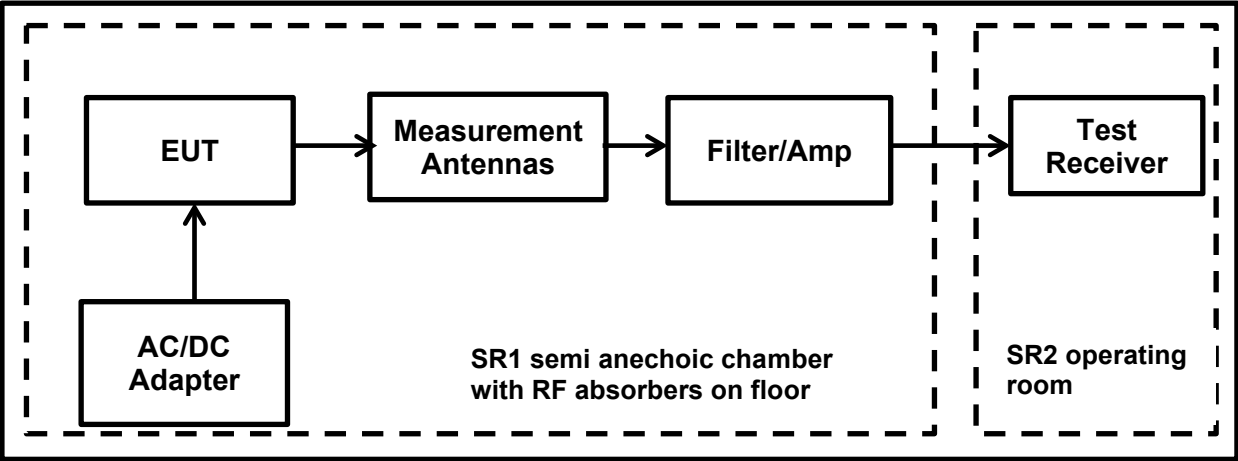 EUT
Measurement
Antennas
Filter/Amp
Test
Receiver
AC/DC
Adapter
SR1 semi anechoic chamber
with RF absorbers on floor
SR2 operating
room